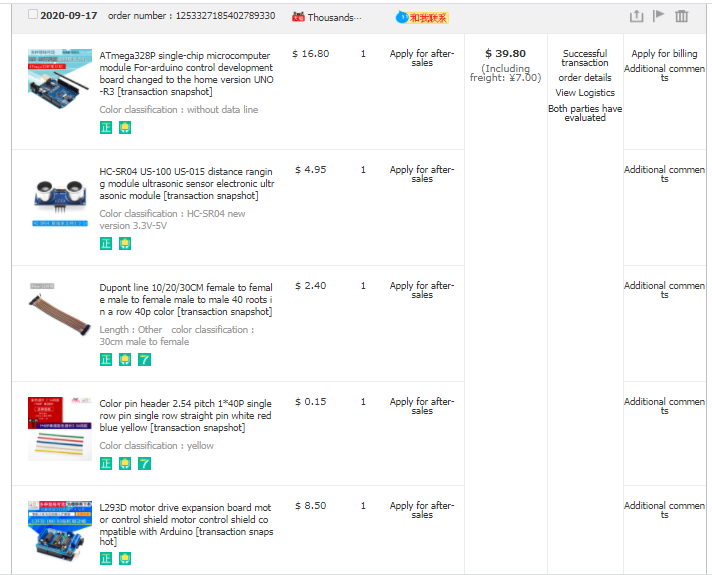 2020-09-17 order number : 1253327185402789330 天猫 Thousands··· 和我联系
ATmega328P single-chip microcomputer
module For-arduino control development
board changed to the home version UNO
-R3 [transaction snapshot]
Color classification : without data line
正
$ 16.80
1
Apply for after-
sales
$ 39.80
(Including
freight: ¥7.00)
Successful
transaction
order details
View Logistics
Both parties have
evaluated
Apply for billing
Additional commen
ts
HC-SR04 US-100 US-015 distance rangin
g module ultrasonic sensor electronic ultr
asonic module [transaction snapshot]
Color classification : HC-SR04 new
version 3.3V-5V
正
$ 4.95
1
Apply for after-
sales
Additional commen
ts
Dupont line 10/20/30CM female to femal
e male to female male to male 40 roots i
n a row 40p color [transaction snapshot]
Length : Other color classification :
30cm male to female
正 7
$ 2.40
1
Apply for after-
sales
Additional commen
ts
Color pin header 2.54 pitch 1*40P single
row pin single row straight pin white red
blue yellow [transaction snapshot]
Color classification : yellow
正 7
$ 0.15
1
Apply for after-
sales
Additional commen
ts
L293D motor drive expansion board mot
or control shield motor control shield co
mpatible with Arduino [transaction snaps
hot]
正
$ 8.50
1
Apply for after-
sales
Additional commen
ts